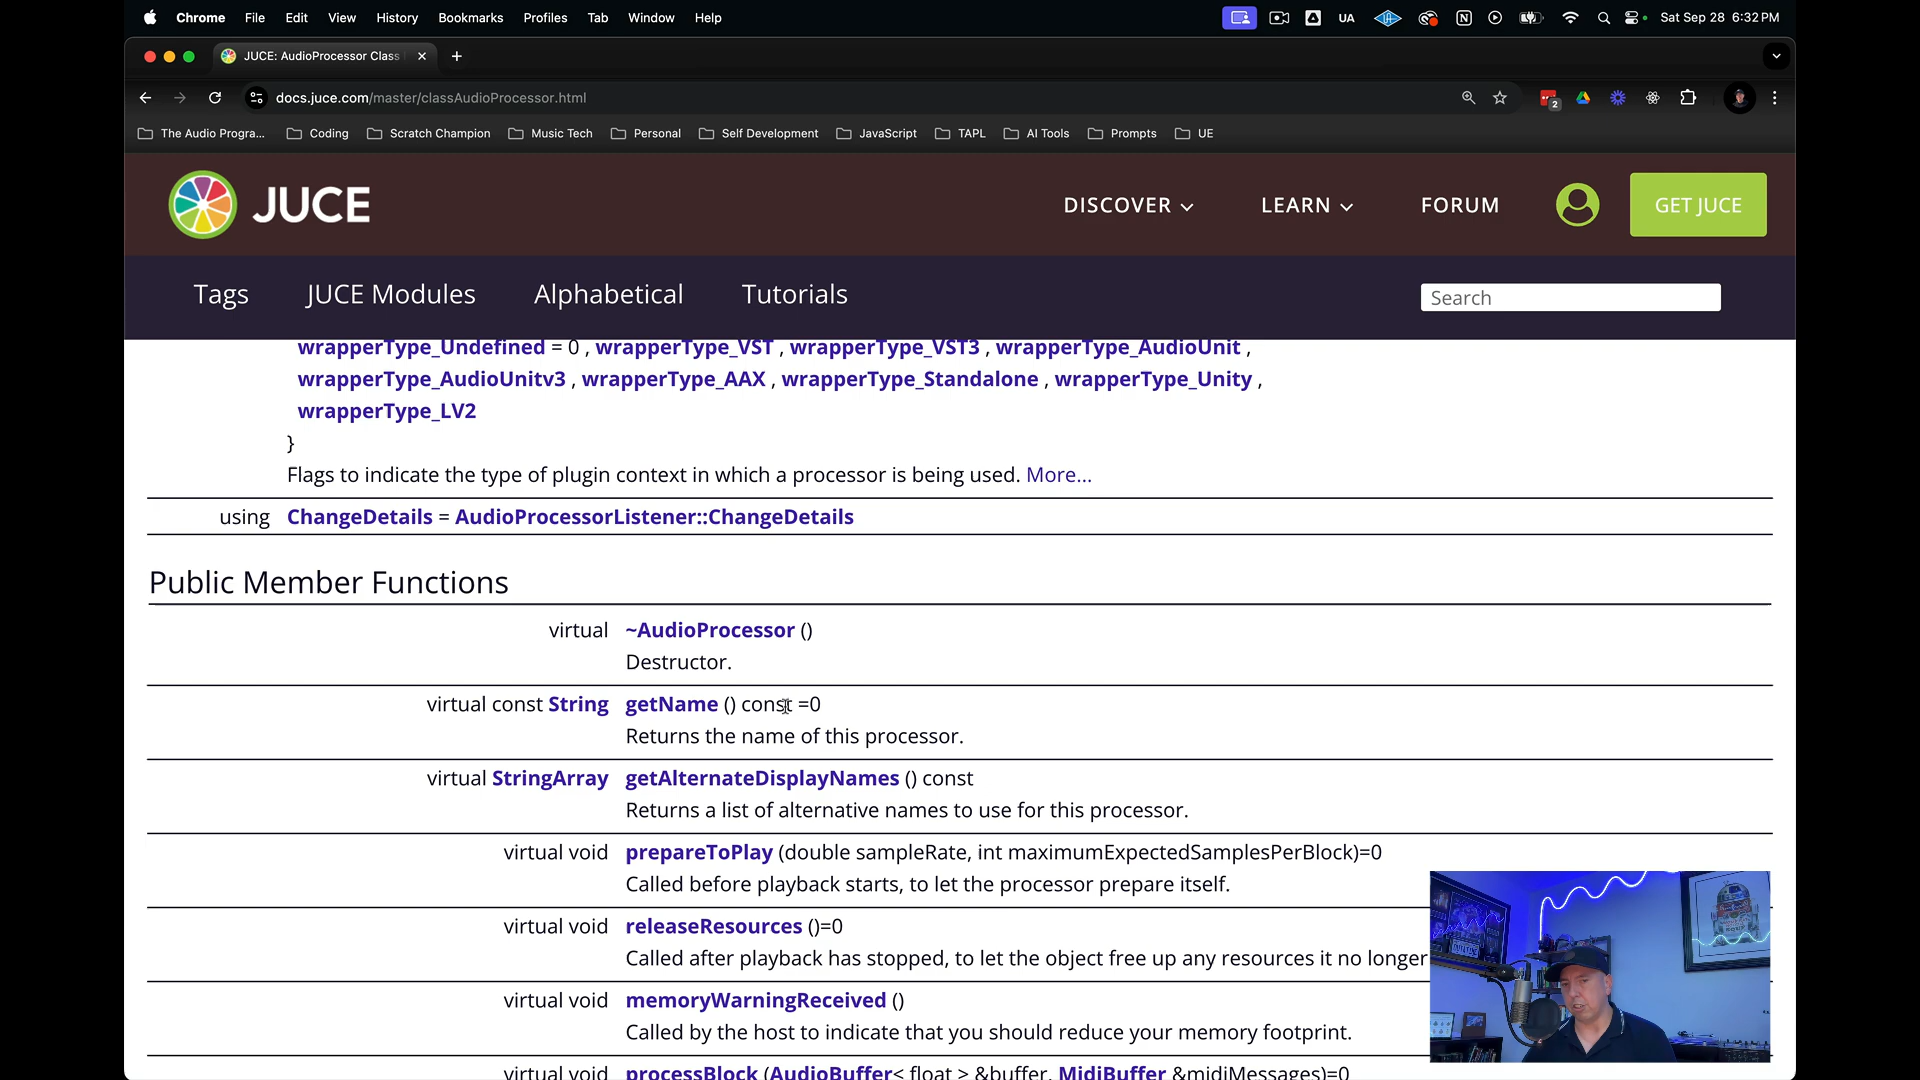 Chrome File Edit View History Bookmarks Profiles Tab Window Help UA Sat Sep 28 6:32 PM
JUCE: AudioProcessor Class
docs.juce.com/master/classAudioProcessor.html 2
The Audio Progra... Coding Scratch Champion Music Tech Personal Self Development JavaScript TAPL AI Tools Prompts UE
JUCE DISCOVER LEARN FORUM GET JUCE
Tags JUCE Modules Alphabetical Tutorials Search
wrapperType_Undefined = 0 , wrapperType_VST , wrapperType_VST3 , wrapperType_AudioUnit ,
wrapperType_AudioUnitv3 , wrapperType_AAX , wrapperType_Standalone , wrapperType_Unity ,
wrapperType_LV2
}
Flags to indicate the type of plugin context in which a processor is being used. More...
using ChangeDetails = AudioProcessorListener::ChangeDetails
Public Member Functions
virtual ~AudioProcessor ()
Destructor.
virtual const String getName () const =0
Returns the name of this processor.
virtual StringArray getAlternateDisplayNames () const
Returns a list of alternative names to use for this processor.
virtual void prepareToPlay (double sampleRate, int maximumExpectedSamplesPerBlock)=0
Called before playback starts, to let the processor prepare itself.
virtual void releaseResources ()=0
Called after playback has stopped, to let the object free up any resources it no longer
virtual void memoryWarningReceived ()
Called by the host to indicate that you should reduce your memory footprint.
virtual void processBlock (AudioBuffer< float > &buffer, MidiBuffer &midiMessages)=0